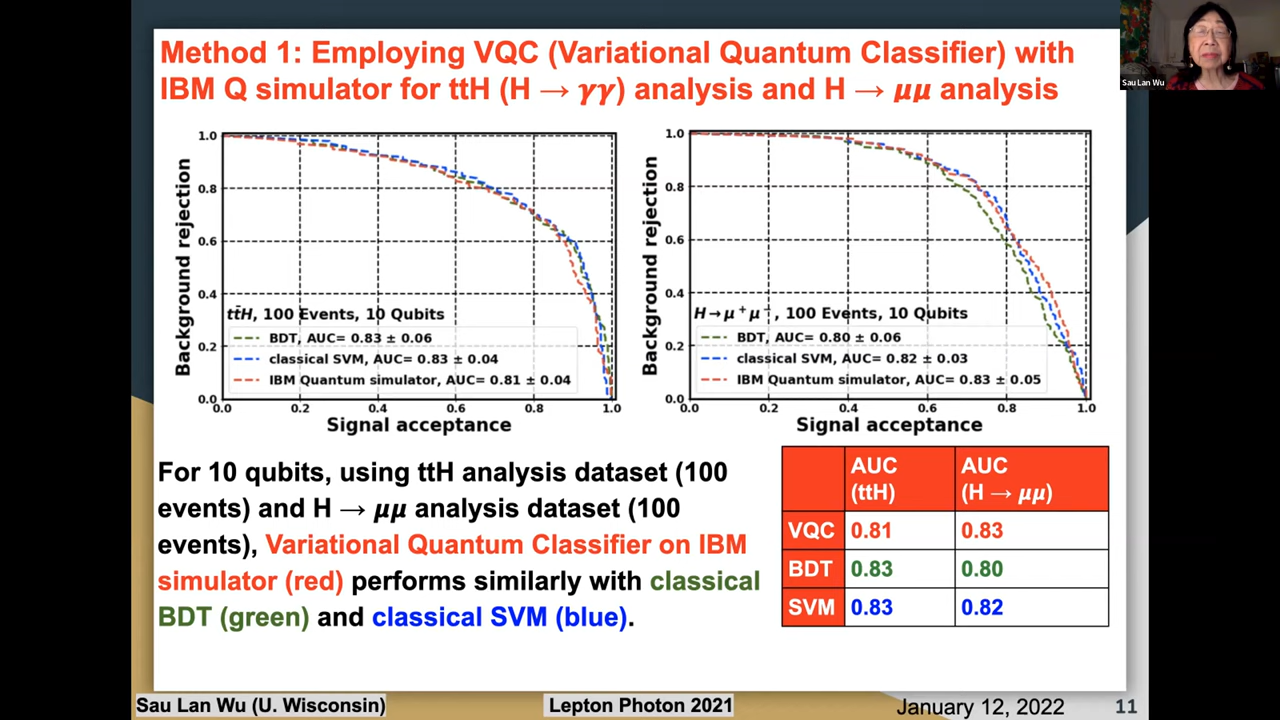 Method 1: Employing VQC (Variational Quantum Classifier) with
IBM Q simulator for ttH (H → γγ) analysis and H → μμ analysis
Sau Lan Wu
Background rejection
1.0
0.8
0.6
0.4
0.2
0.0
tt̄H, 100 Events, 10 Qubits
BDT, AUC= 0.83 ± 0.06
classical SVM, AUC= 0.83 ± 0.04
IBM Quantum simulator, AUC= 0.81 ± 0.04
0.0 0.2 0.4 0.6 0.8 1.0
Signal acceptance
Background rejection
1.0
0.8
0.6
0.4
0.2
0.0
H→μ⁺μ⁻, 100 Events, 10 Qubits
BDT, AUC= 0.80 ± 0.06
classical SVM, AUC= 0.82 ± 0.03
IBM Quantum simulator, AUC= 0.83 ± 0.05
0.0 0.2 0.4 0.6 0.8 1.0
Signal acceptance
For 10 qubits, using ttH analysis dataset (100
events) and H → μμ analysis dataset (100
events), Variational Quantum Classifier on IBM
simulator (red) performs similarly with classical
BDT (green) and classical SVM (blue).
AUC AUC
(ttH) (H → μμ)
VQC 0.81 0.83
BDT 0.83 0.80
SVM 0.83 0.82
Sau Lan Wu (U. Wisconsin) Lepton Photon 2021 January 12, 2022 11